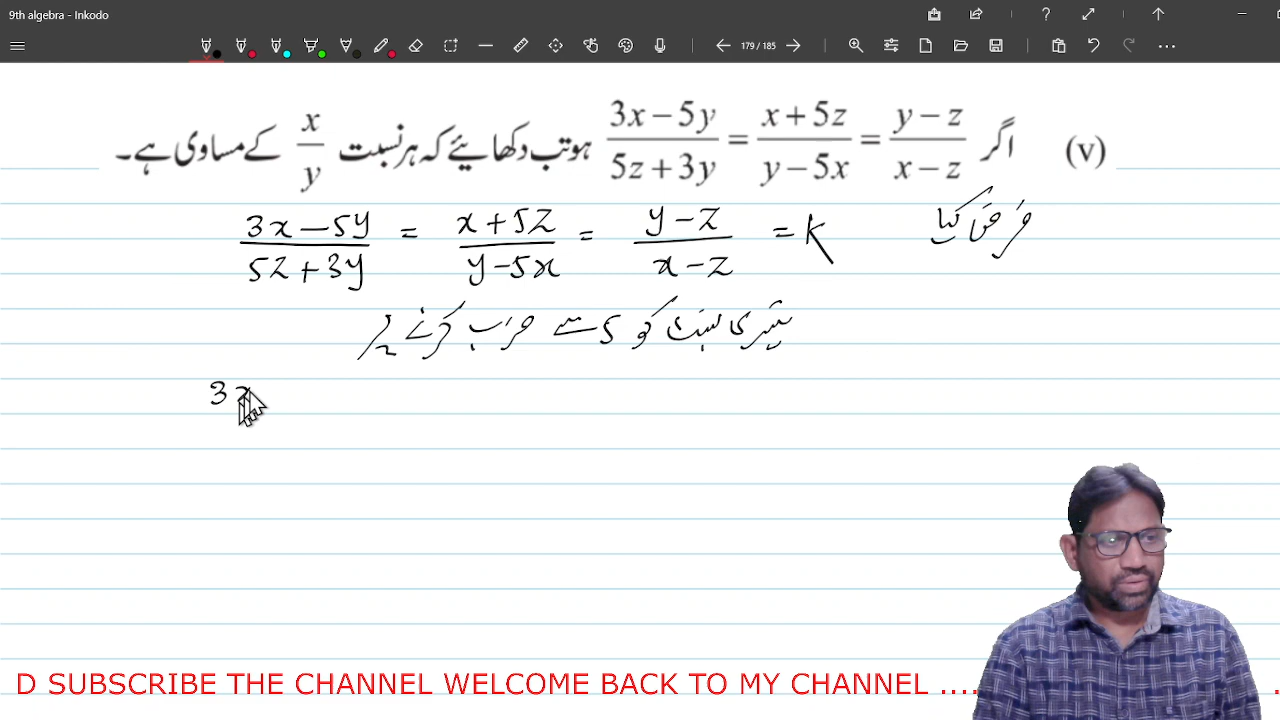 9th algebra - Inkodo
179 / 185
(v) اگر (3x − 5y)/(5z + 3y) = (x + 5z)/(y − 5x) = (y − z)/(x − z) ہو تب دکھائیے کہ ہر نسبت x/y کے مساوی ہے۔
(3x − 5y)/(5z + 3y) = (x + 5z)/(y − 5x) = (y − z)/(x − z) = k فرض کیا
تیسری نسبت کو 5 سے ضرب کرنے پر
3x
D SUBSCRIBE THE CHANNEL WELCOME BACK TO MY CHANNEL ....